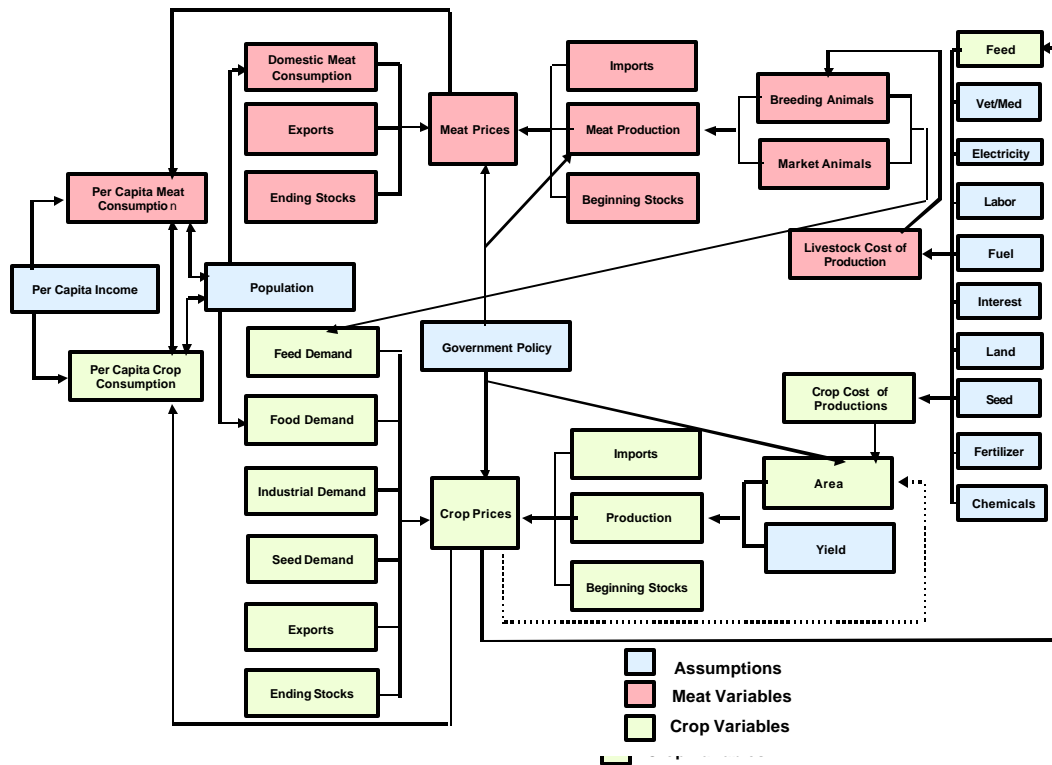 Domestic Meat
Consumption
Exports
Ending Stocks
Meat Prices
Imports
Meat Production
Beginning Stocks
Breeding Animals
Market Animals
Livestock Cost of
Production
Feed
Vet/Med
Electricity
Labor
Fuel
Interest
Land
Seed
Fertilizer
Chemicals
Per Capita Meat
Consumption
Per Capita Income
Population
Per Capita Crop
Consumption
Government Policy
Feed Demand
Food Demand
Industrial Demand
Seed Demand
Exports
Ending Stocks
Crop Prices
Imports
Production
Beginning Stocks
Crop Cost of
Productions
Area
Yield
Assumptions
Meat Variables
Crop Variables